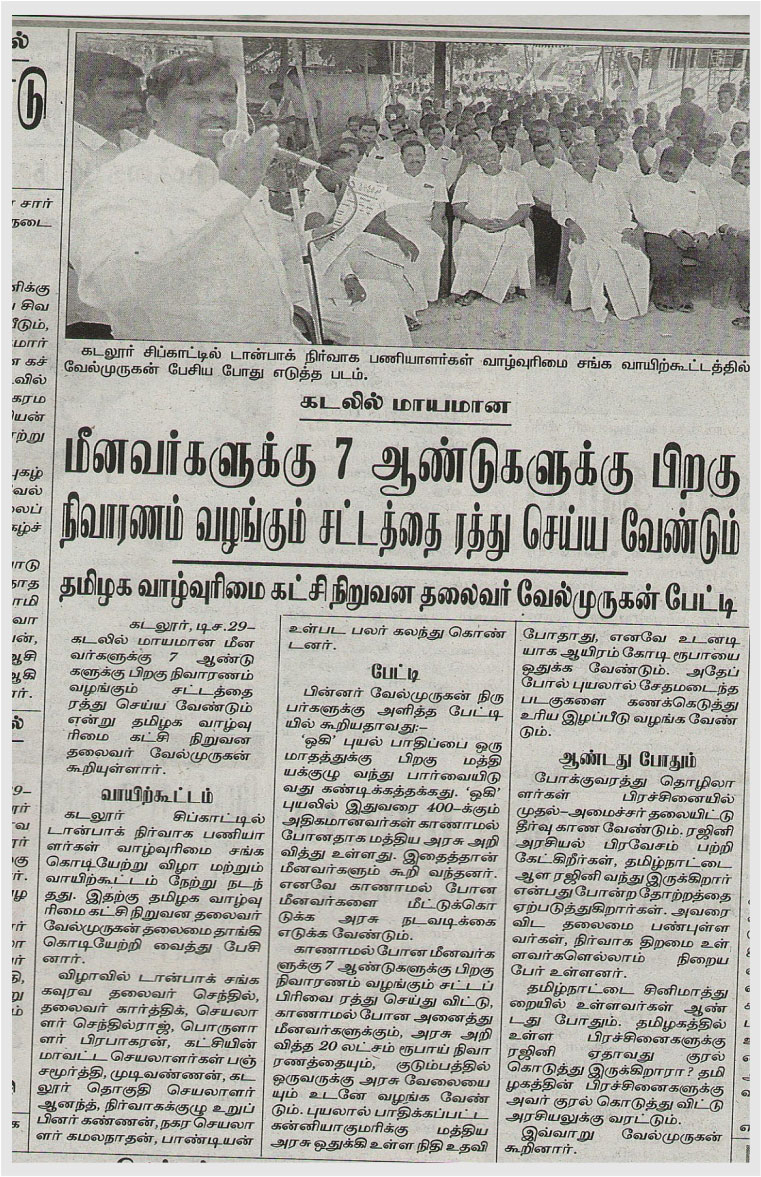 கடலூர் சிப்காட்டில் டான்பாக் நிர்வாக பணியாளர்கள் வாழ்வுரிமை சங்க வாயிற்கூட்டத்தில்
வேல்முருகன் பேசிய போது எடுத்த படம்.
கடலில் மாயமான
மீனவர்களுக்கு 7 ஆண்டுகளுக்கு பிறகு
நிவாரணம் வழங்கும் சட்டத்தை ரத்து செய்ய வேண்டும்
தமிழக வாழ்வுரிமை கட்சி நிறுவன தலைவர் வேல்முருகன் பேட்டி
கடலூர், டிச.29–
கடலில் மாயமான மீன
வர்களுக்கு 7 ஆண்டு
களுக்கு பிறகு நிவாரணம்
வழங்கும் சட்டத்தை
ரத்து செய்ய வேண்டும்
என்று தமிழக வாழ்வு
ரிமை கட்சி நிறுவன
தலைவர் வேல்முருகன்
கூறியுள்ளார்.
வாயிற்கூட்டம்
கடலூர் சிப்காட்டில்
டான்பாக் நிர்வாக பணியா
ளர்கள் வாழ்வுரிமை சங்க
கொடியேற்று விழா மற்றும்
வாயிற்கூட்டம் நேற்று நடந்
தது. இதற்கு தமிழக வாழ்வு
ரிமை கட்சி நிறுவன தலைவர்
வேல்முருகன் தலைமை தாங்கி
கொடியேற்றி வைத்து பேசி
னார்.
விழாவில் டான்பாக் சங்க
கவுரவ தலைவர் செந்தில்,
தலைவர் கார்த்திக், செயலா
ளர் செந்தில்ராஜ், பொருளா
ளர் பிரபாகரன், கட்சியின்
மாவட்ட செயலாளர்கள் பஞ்
சமூர்த்தி, முடிவண்ணன், கட
லூர் தொகுதி செயலாளர்
ஆனந்த், நிர்வாகக்குழு உறுப்
பினர் கண்ணன், நகர செயலா
ளர் கமலநாதன், பாண்டியன்
உள்பட பலர் கலந்து கொண்
டனர்.
பேட்டி
பின்னர் வேல்முருகன் நிரு
பர்களுக்கு அளித்த பேட்டி
யில் கூறியதாவது:–
‘ஒகி’ புயல் பாதிப்பை ஒரு
மாதத்துக்கு பிறகு மத்தி
யக்குழு வந்து பார்வையிடு
வது கண்டிக்கத்தக்கது. ‘ஒகி’
புயலில் இதுவரை 400–க்கும்
அதிகமானவர்கள் காணாமல்
போனதாக மத்திய அரசு அறி
வித்து உள்ளது. இதைத்தான்
மீனவர்களும் கூறி வந்தனர்.
எனவே காணாமல் போன
மீனவர்களை மீட்டுக்கொ
டுக்க அரசு நடவடிக்கை
எடுக்க வேண்டும்.
காணாமல்போன மீனவர்க
ளுக்கு 7 ஆண்டுகளுக்கு பிறகு
நிவாரணம் வழங்கும் சட்டப்
பிரிவை ரத்து செய்து விட்டு,
காணாமல் போன அனைத்து
மீனவர்களுக்கும், அரசு அறி
வித்த 20 லட்சம் ரூபாய் நிவா
ரணத்தையும், குடும்பத்தில்
ஒருவருக்கு அரசு வேலையை
யும் உடனே வழங்க வேண்
டும். புயலால் பாதிக்கப்பட்ட
கன்னியாகுமரிக்கு மத்திய
அரசு ஒதுக்கி உள்ள நிதி உதவி
போதாது, எனவே உடனடி
யாக ஆயிரம் கோடி ரூபாயை
ஒதுக்க வேண்டும். அதேப்
போல் புயலால் சேதமடைந்த
படகுகளை கணக்கெடுத்து
உரிய இழப்பீடு வழங்க வேண்
டும்.
ஆண்டது போதும்
போக்குவரத்து தொழிலா
ளர்கள் பிரச்சினையில்
முதல்–அமைச்சர் தலையிட்டு
தீர்வு காண வேண்டும். ரஜினி
அரசியல் பிரவேசம் பற்றி
கேட்கிறீர்கள், தமிழ்நாட்டை
ஆள ரஜினி வந்து இருக்கிறார்
என்பது போன்ற தோற்றத்தை
ஏற்படுத்துகிறார்கள். அவரை
விட தலைமை பண்புள்ள
வர்கள், நிர்வாக திறமை உள்
ளவர்களெல்லாம் நிறைய
பேர் உள்ளனர்.
தமிழ்நாட்டை சினிமாத்து
றையில் உள்ளவர்கள் ஆண்
டது போதும். தமிழகத்தில்
உள்ள பிரச்சினைகளுக்கு
ரஜினி ஏதாவது குரல்
கொடுத்து இருக்கிறாரா? தமி
ழகத்தின் பிரச்சினைகளுக்கு
அவர் குரல் கொடுத்து விட்டு
அரசியலுக்கு வரட்டும்.
இவ்வாறு வேல்முருகன்
கூறினார்.